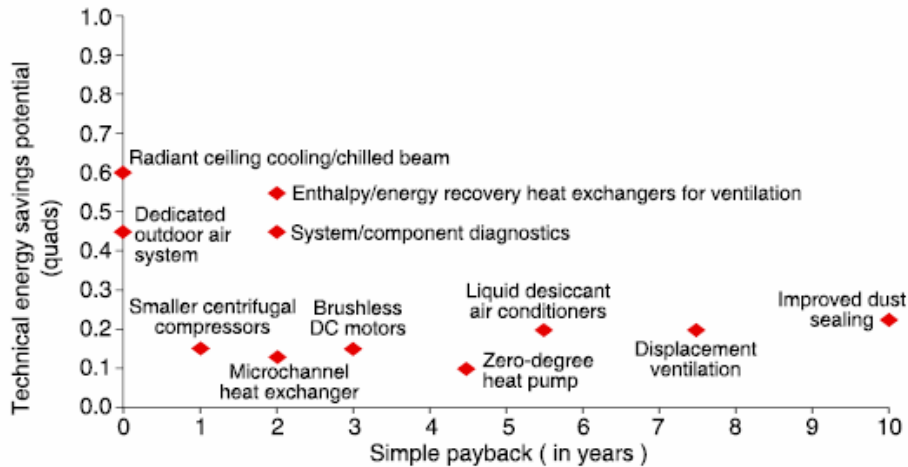 Technical energy savings potential
(quads)
1.0
0.9
0.8
0.7
0.6
0.5
0.4
0.3
0.2
0.1
0.0
Radiant ceiling cooling/chilled beam
Enthalpy/energy recovery heat exchangers for ventilation
Dedicated
outdoor air
system
System/component diagnostics
Smaller centrifugal
compressors
Brushless
DC motors
Liquid desiccant
air conditioners
Improved dust
sealing
Microchannel
heat exchanger
Zero-degree
heat pump
Displacement
ventilation
0 1 2 3 4 5 6 7 8 9 10
Simple payback ( in years )